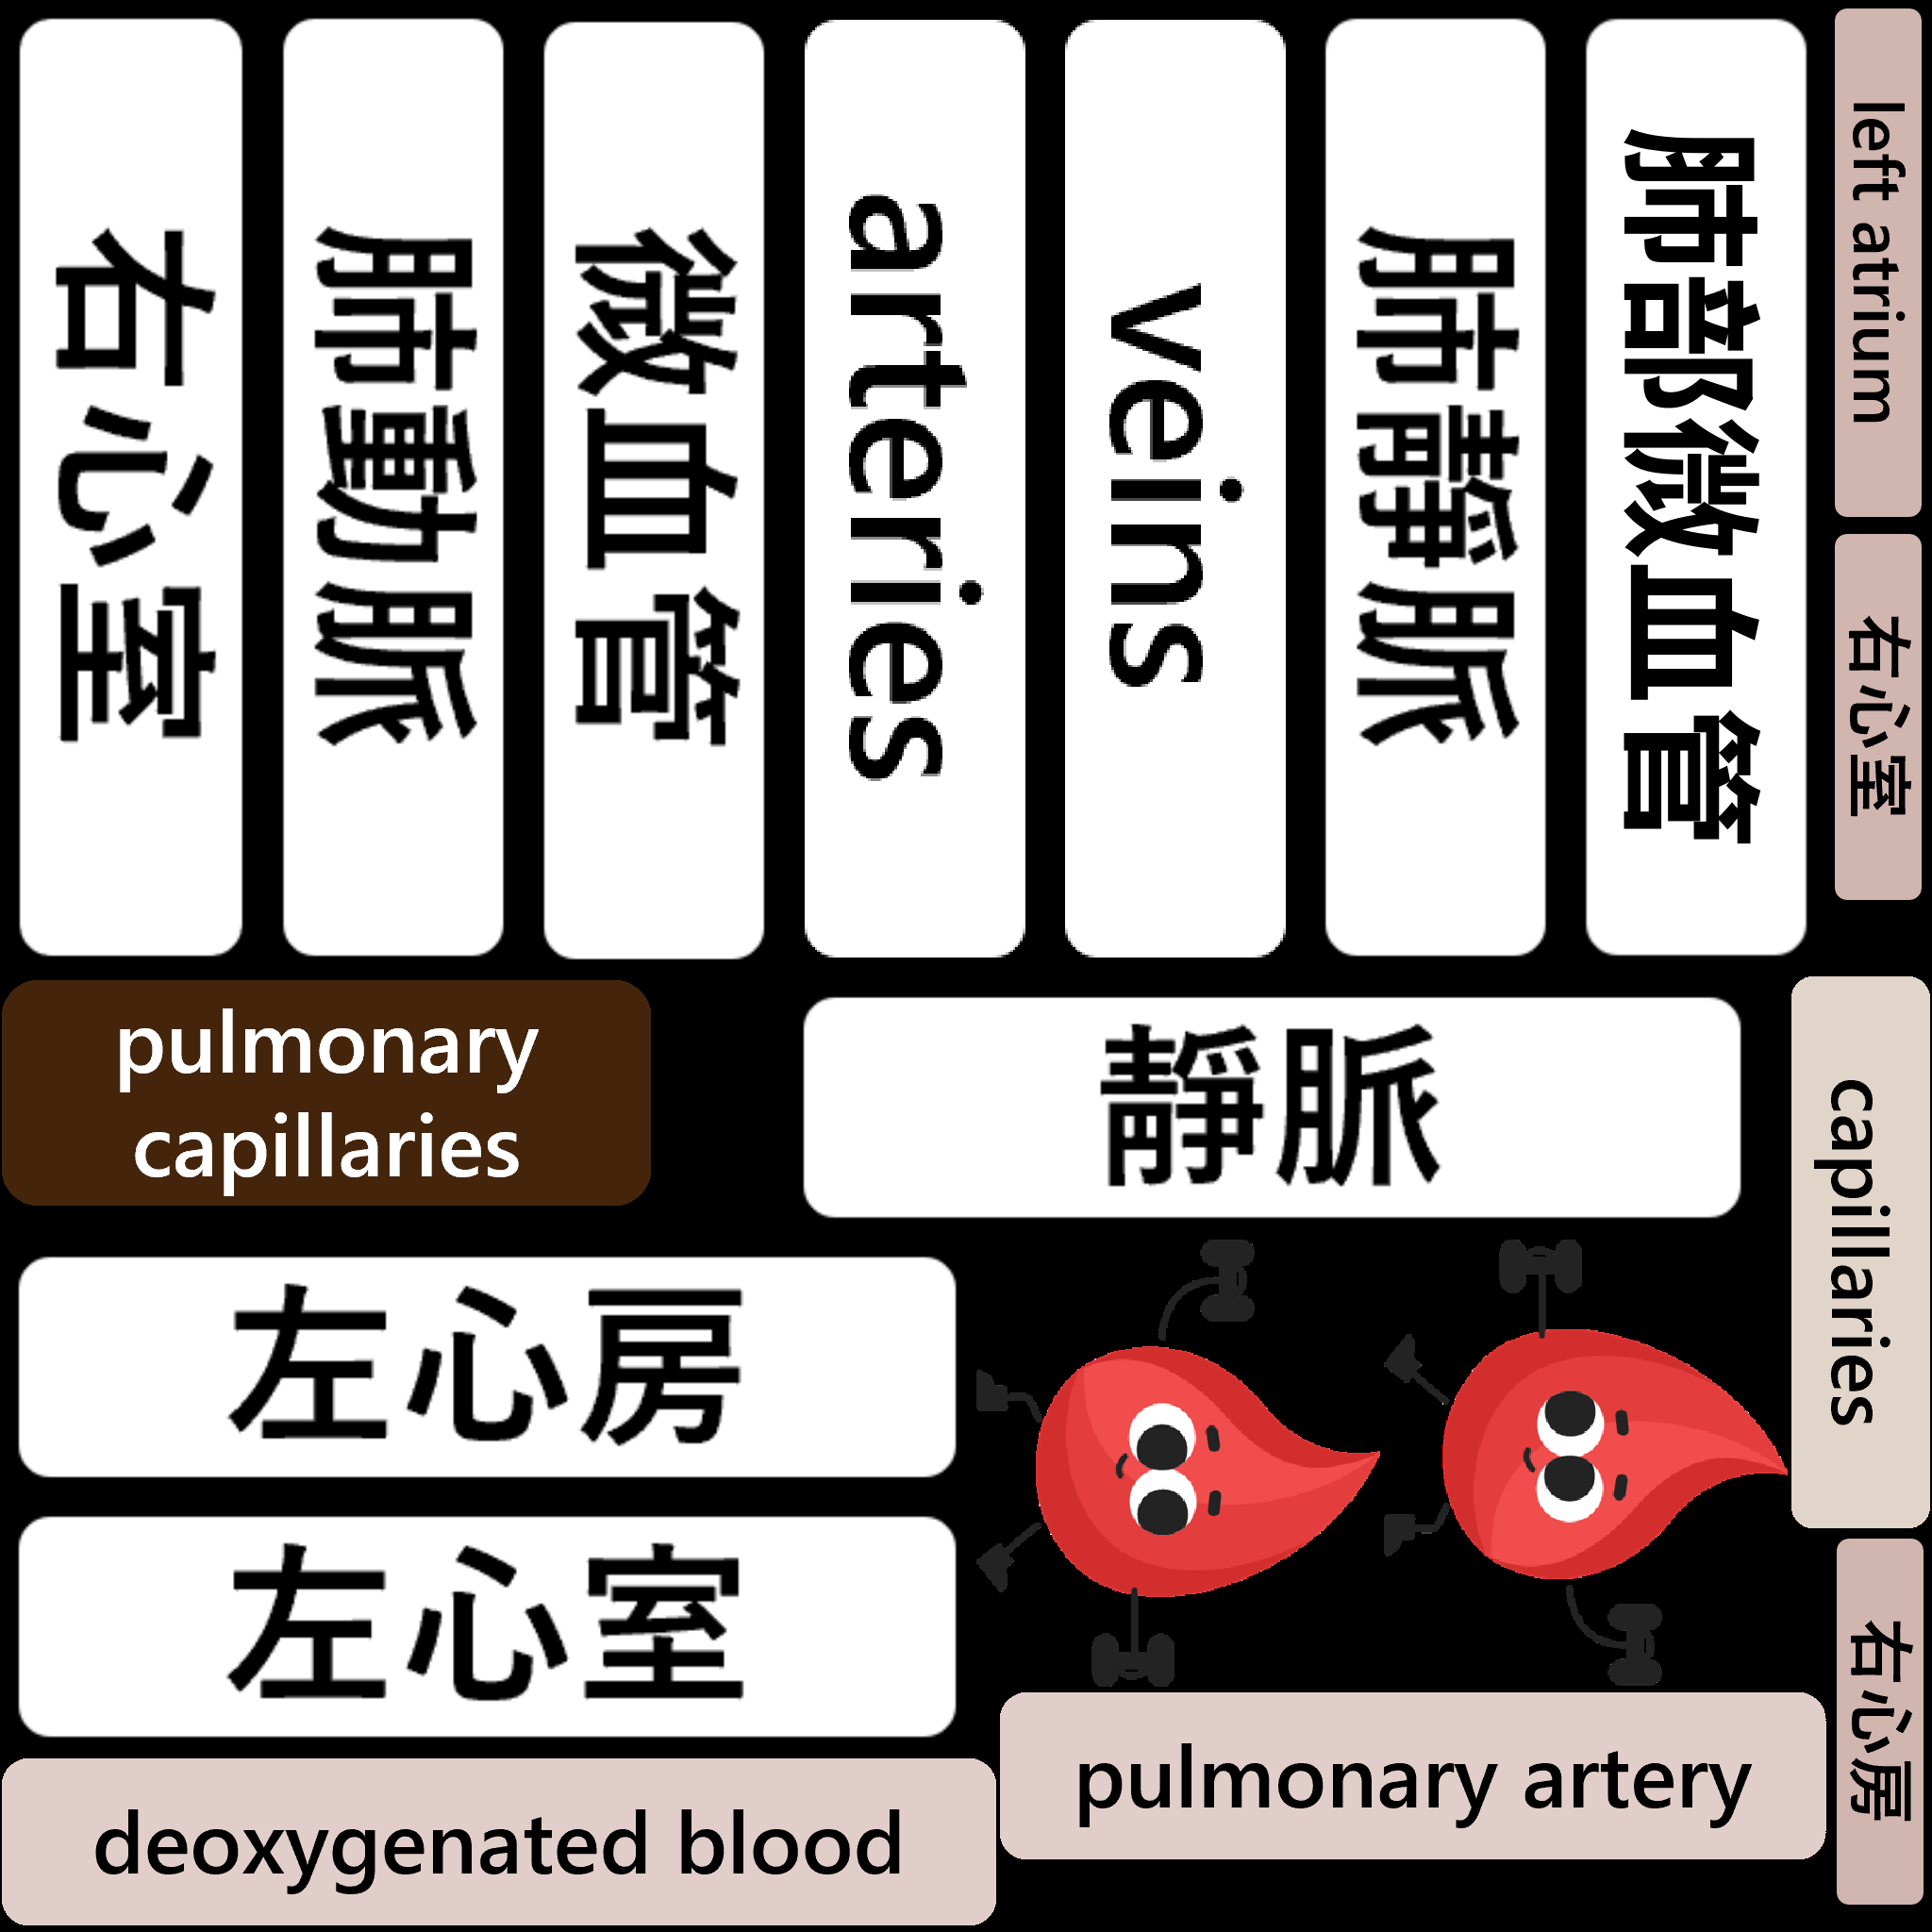 右心室
肺動脈
微血管
arteries
veins
肺靜脈
肺部微血管
left atrium
右心室
pulmonary
capillaries
靜脈
capillaries
左心房
左心室
右心房
pulmonary artery
deoxygenated blood